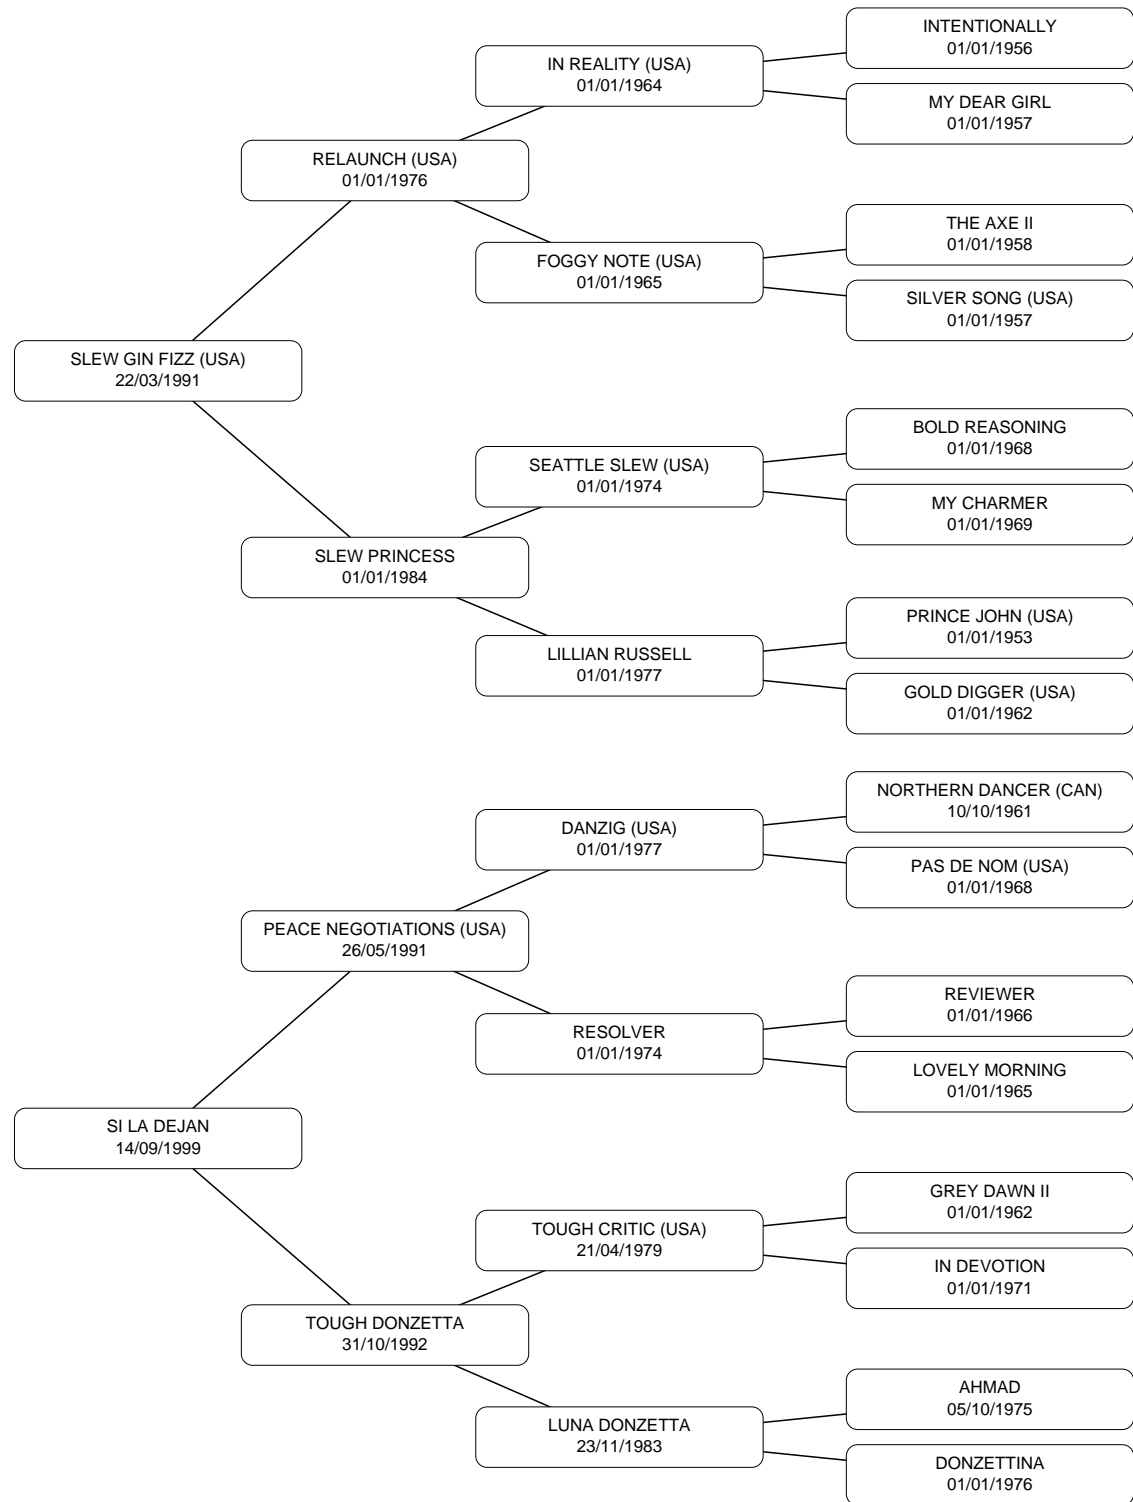 INTENTIONALLY
01/01/1956
IN REALITY (USA)
01/01/1964
MY DEAR GIRL
01/01/1957
RELAUNCH (USA)
01/01/1976
THE AXE II
01/01/1958
FOGGY NOTE (USA)
01/01/1965
SILVER SONG (USA)
01/01/1957
SLEW GIN FIZZ (USA)
22/03/1991
BOLD REASONING
01/01/1968
SEATTLE SLEW (USA)
01/01/1974
MY CHARMER
01/01/1969
SLEW PRINCESS
01/01/1984
PRINCE JOHN (USA)
01/01/1953
LILLIAN RUSSELL
01/01/1977
GOLD DIGGER (USA)
01/01/1962
NORTHERN DANCER (CAN)
10/10/1961
DANZIG (USA)
01/01/1977
PAS DE NOM (USA)
01/01/1968
PEACE NEGOTIATIONS (USA)
26/05/1991
REVIEWER
01/01/1966
RESOLVER
01/01/1974
LOVELY MORNING
01/01/1965
SI LA DEJAN
14/09/1999
GREY DAWN II
01/01/1962
TOUGH CRITIC (USA)
21/04/1979
IN DEVOTION
01/01/1971
TOUGH DONZETTA
31/10/1992
AHMAD
05/10/1975
LUNA DONZETTA
23/11/1983
DONZETTINA
01/01/1976